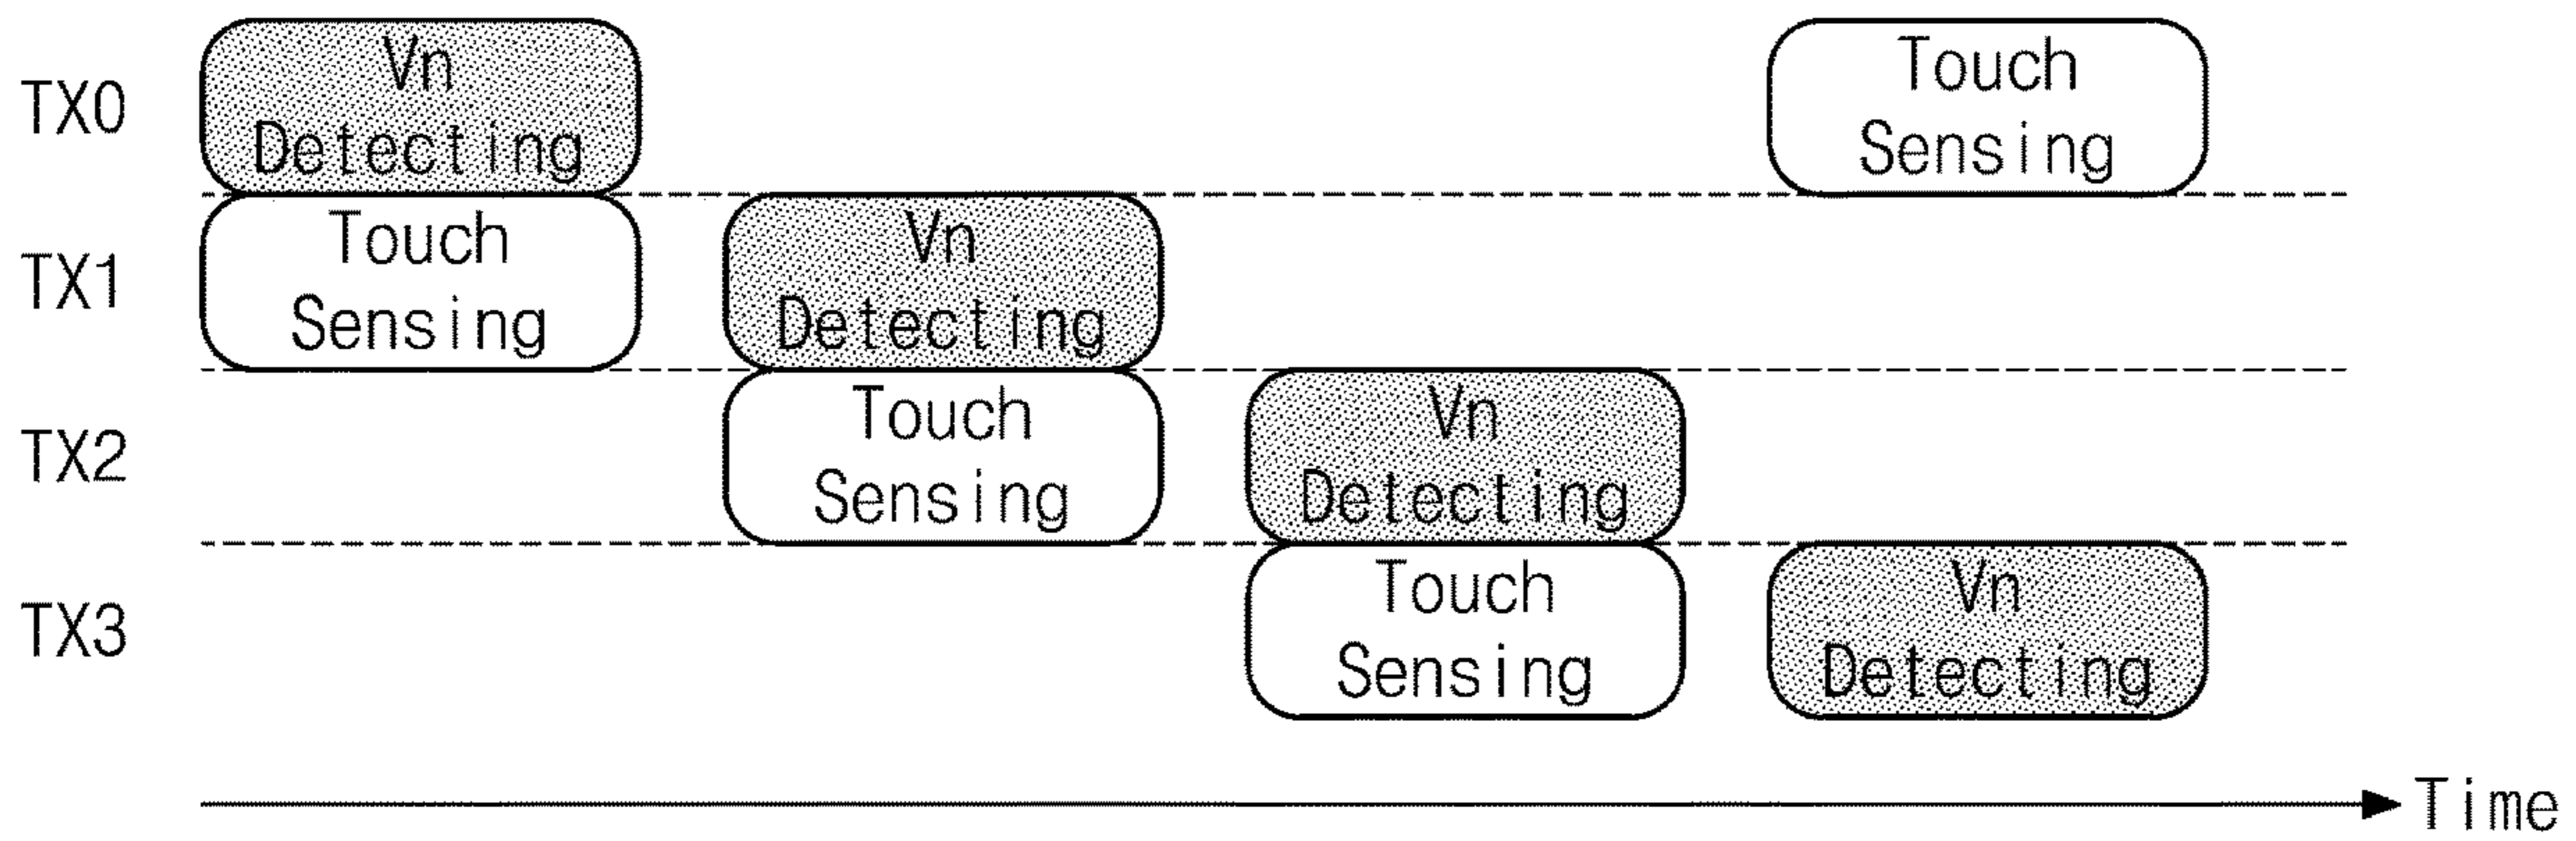 TX0
Vn
Detecting
Touch
Sensing
TX1
Touch
Sensing
Vn
Detecting
TX2
Touch
Sensing
Vn
Detecting
TX3
Touch
Sensing
Vn
Detecting
Time